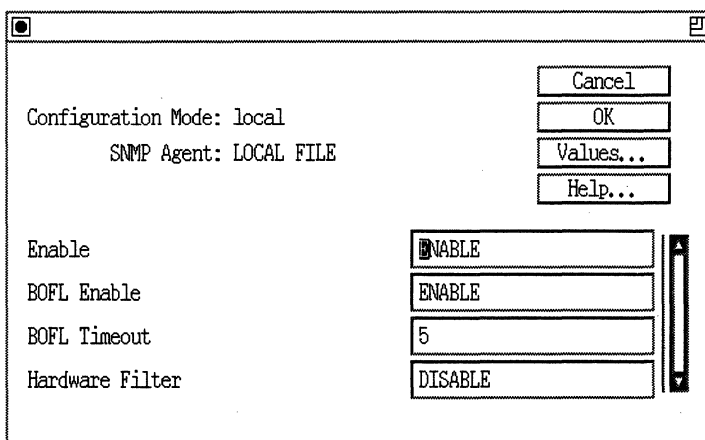 Cancel
Configuration Mode: local
OK
SNMP Agent: LOCAL FILE
Values...
Help...
Enable
ENABLE
BOFL Enable
ENABLE
BOFL Timeout
5
Hardware Filter
DISABLE